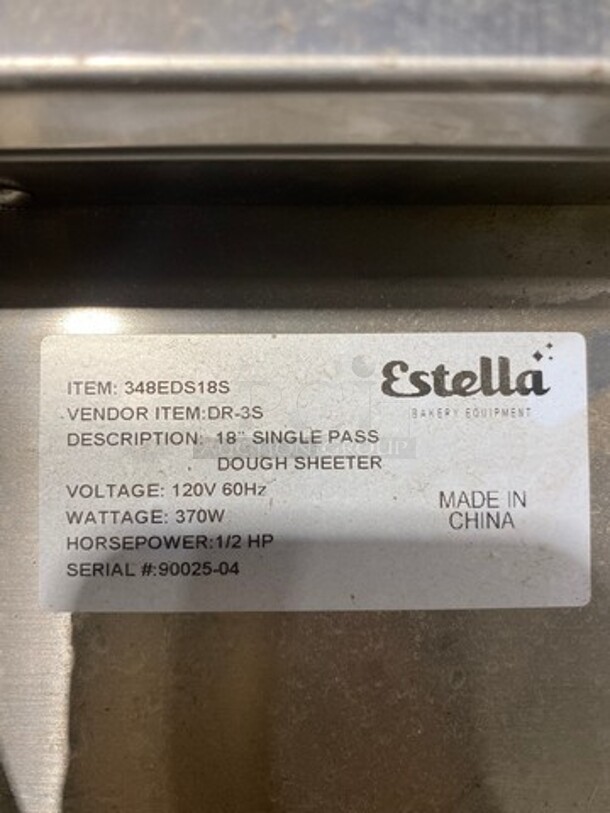 ITEM: 348EDS18S
VENDOR ITEM:DR-3S
DESCRIPTION: 18" SINGLE PASS
DOUGH SHEETER
VOLTAGE: 120V 60Hz
WATTAGE: 370W
HORSEPOWER:1/2 HP
SERIAL #:90025-04
Estella
BAKERY EQUIPMENT
MADE IN
CHINA